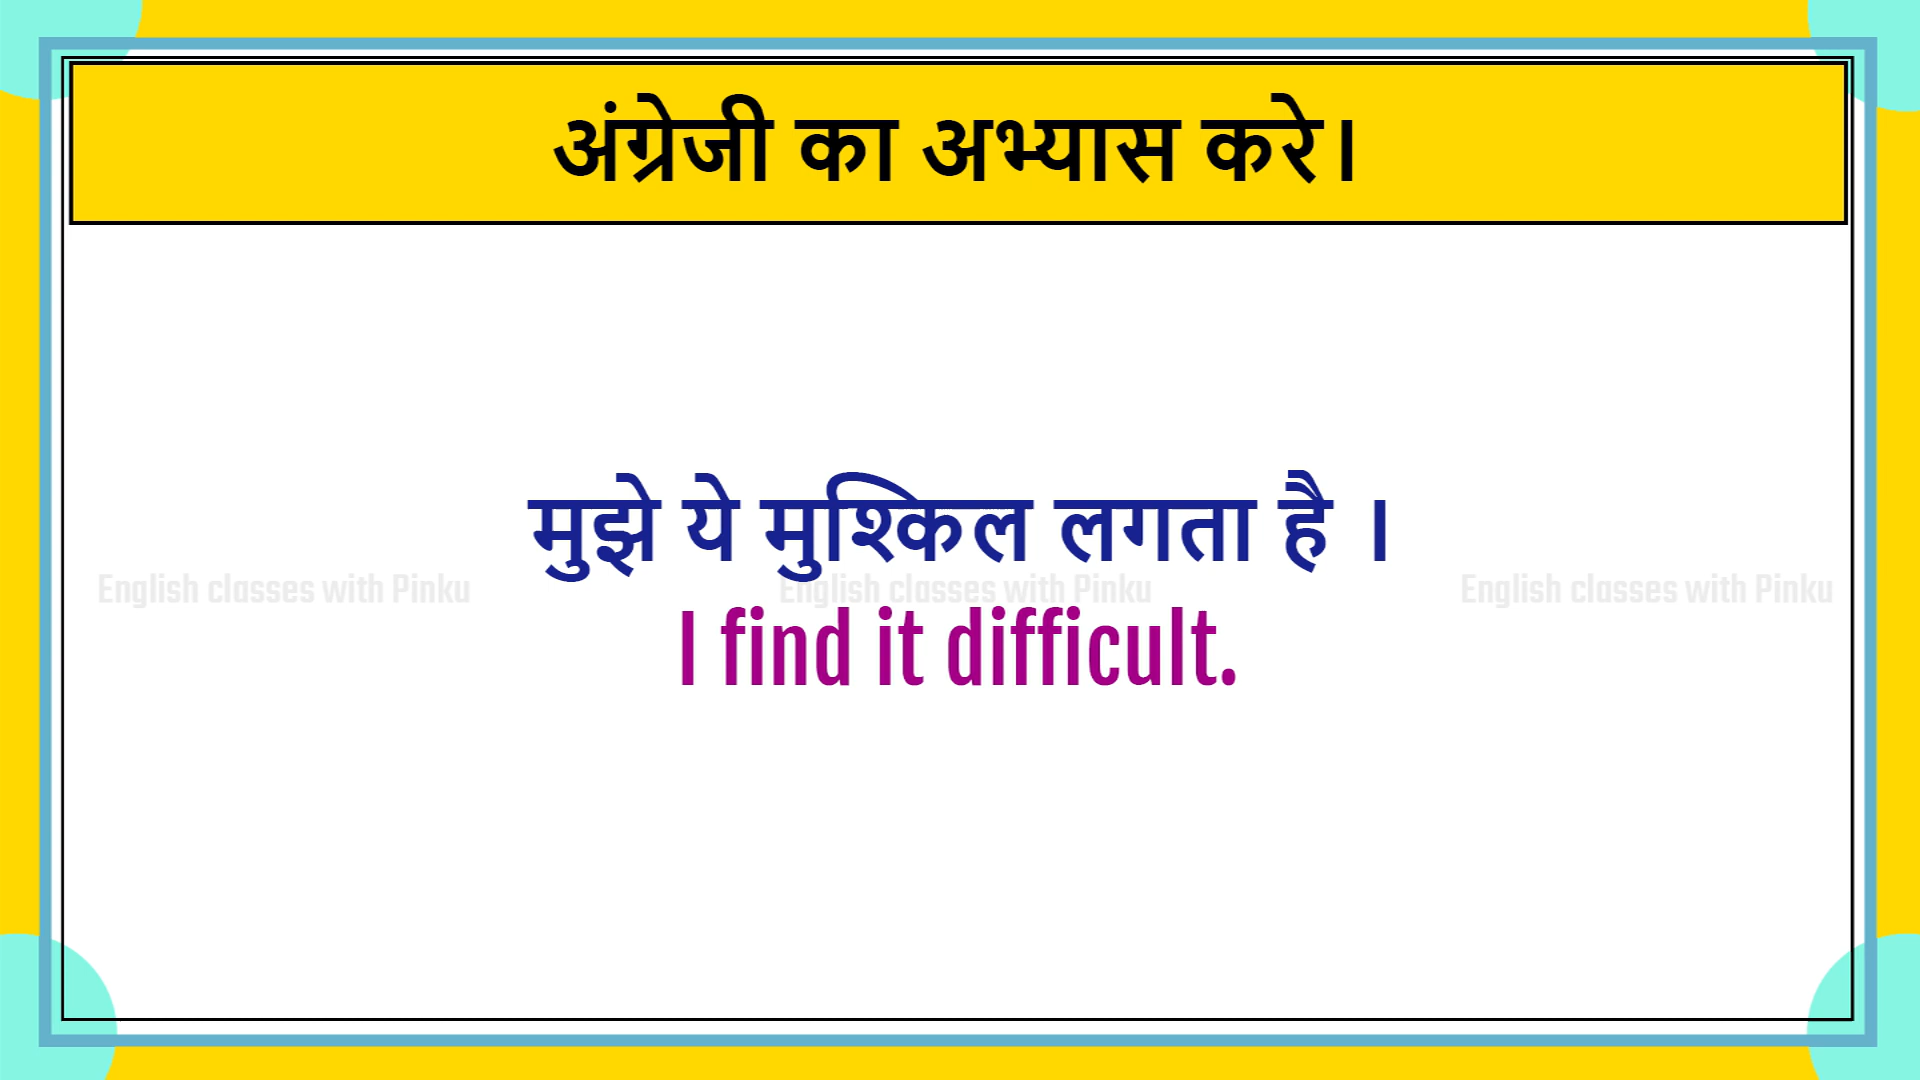 अंग्रेजी का अभ्यास करे।
मुझे ये मुश्किल लगता है ।
English classes with Pinku English classes with Pinku English classes with Pinku
I find it difficult.